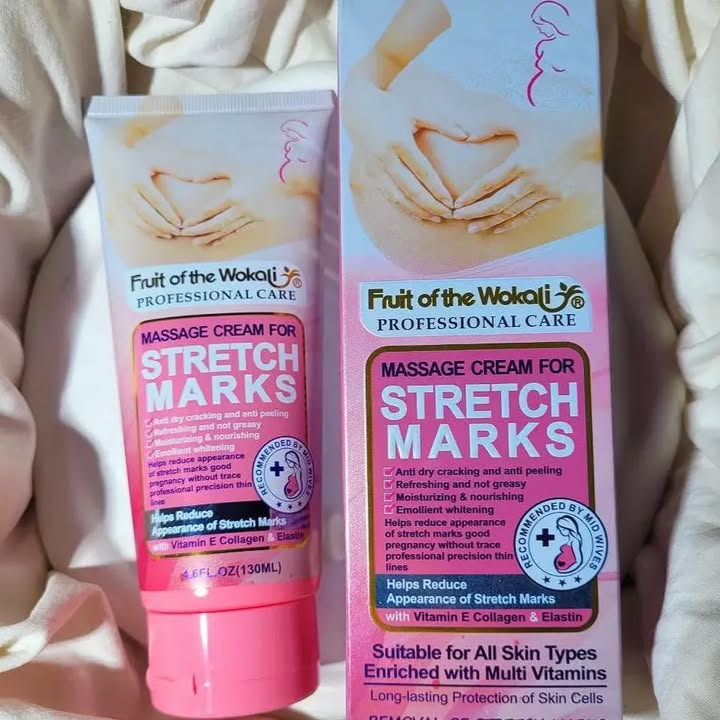 Fruit of the Wokali ®
PROFESSIONAL CARE
MASSAGE CREAM FOR
STRETCH
MARKS
Anti dry cracking and anti peeling
Refreshing and not greasy
Moisturizing & nourishing
Emollient whitening
Helps reduce appearance
of stretch marks good
pregnancy without trace
professional precision thin
lines
RECOMMENDED BY MID WIVES
Helps Reduce
Appearance of Stretch Marks
with Vitamin E Collagen & Elastin
4.6FL.OZ(130ML)
Fruit of the Wokali ®
PROFESSIONAL CARE
MASSAGE CREAM FOR
STRETCH
MARKS
Anti dry cracking and anti peeling
Refreshing and not greasy
Moisturizing & nourishing
Emollient whitening
Helps reduce appearance
of stretch marks good
pregnancy without trace
professional precision thin
lines
RECOMMENDED BY MID WIVES
Helps Reduce
Appearance of Stretch Marks
with Vitamin E Collagen & Elastin
Suitable for All Skin Types
Enriched with Multi Vitamins
Long-lasting Protection of Skin Cells